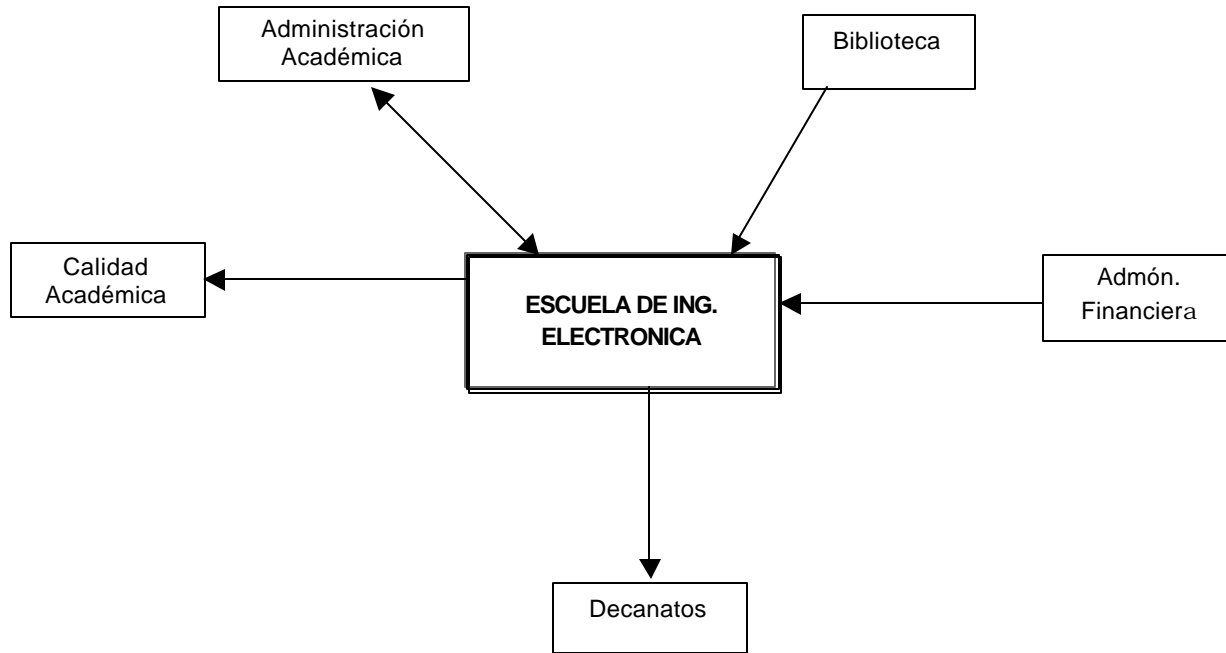 Administración
Académica
Biblioteca
Calidad
Académica
ESCUELA DE ING.
ELECTRONICA
Admón.
Financiera
Decanatos